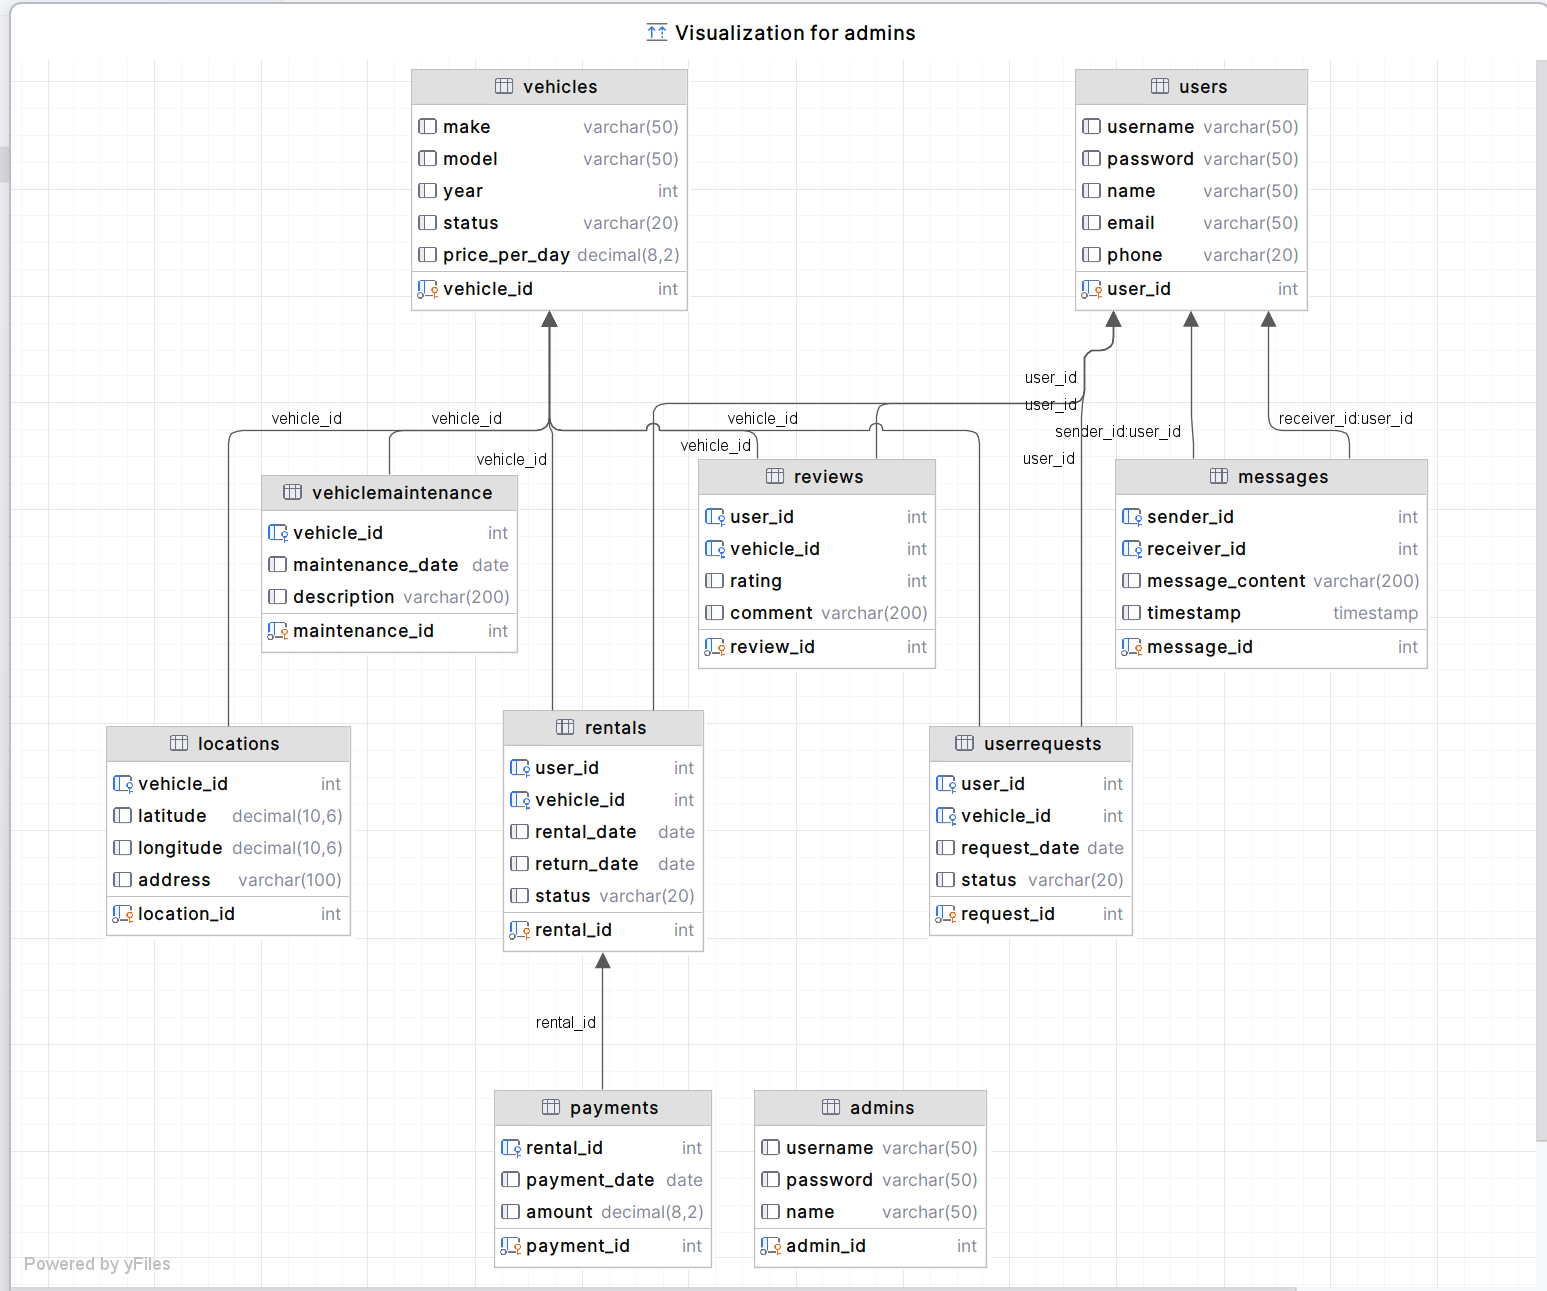 Visualization for admins
vehicles
make varchar(50)
model varchar(50)
year int
status varchar(20)
price_per_day decimal(8,2)
vehicle_id int
users
username varchar(50)
password varchar(50)
name varchar(50)
email varchar(50)
phone varchar(20)
user_id int
user_id
user_id
vehicle_id
vehicle_id
vehicle_id
receiver_id:user_id
sender_id:user_id
vehicle_id
vehicle_id
user_id
vehiclemaintenance
vehicle_id int
maintenance_date date
description varchar(200)
maintenance_id int
reviews
user_id int
vehicle_id int
rating int
comment varchar(200)
review_id int
messages
sender_id int
receiver_id int
message_content varchar(200)
timestamp timestamp
message_id int
locations
vehicle_id int
latitude decimal(10,6)
longitude decimal(10,6)
address varchar(100)
location_id int
rentals
user_id int
vehicle_id int
rental_date date
return_date date
status varchar(20)
rental_id int
userrequests
user_id int
vehicle_id int
request_date date
status varchar(20)
request_id int
rental_id
payments
rental_id int
payment_date date
amount decimal(8,2)
payment_id int
admins
username varchar(50)
password varchar(50)
name varchar(50)
admin_id int
Powered by yFiles